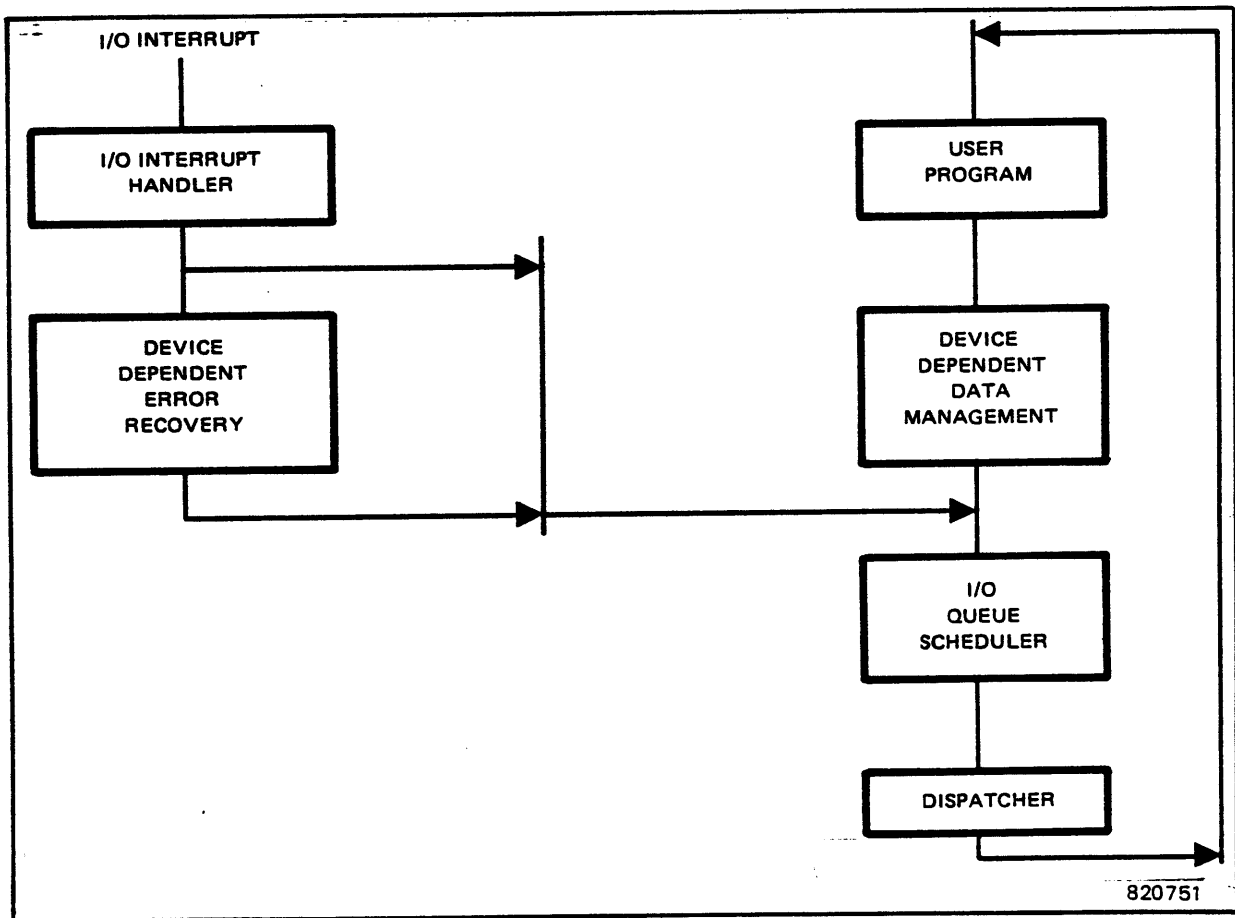 I/O INTERRUPT
I/O INTERRUPT
HANDLER
DEVICE
DEPENDENT
ERROR
RECOVERY
USER
PROGRAM
DEVICE
DEPENDENT
DATA
MANAGEMENT
I/O
QUEUE
SCHEDULER
DISPATCHER
820751